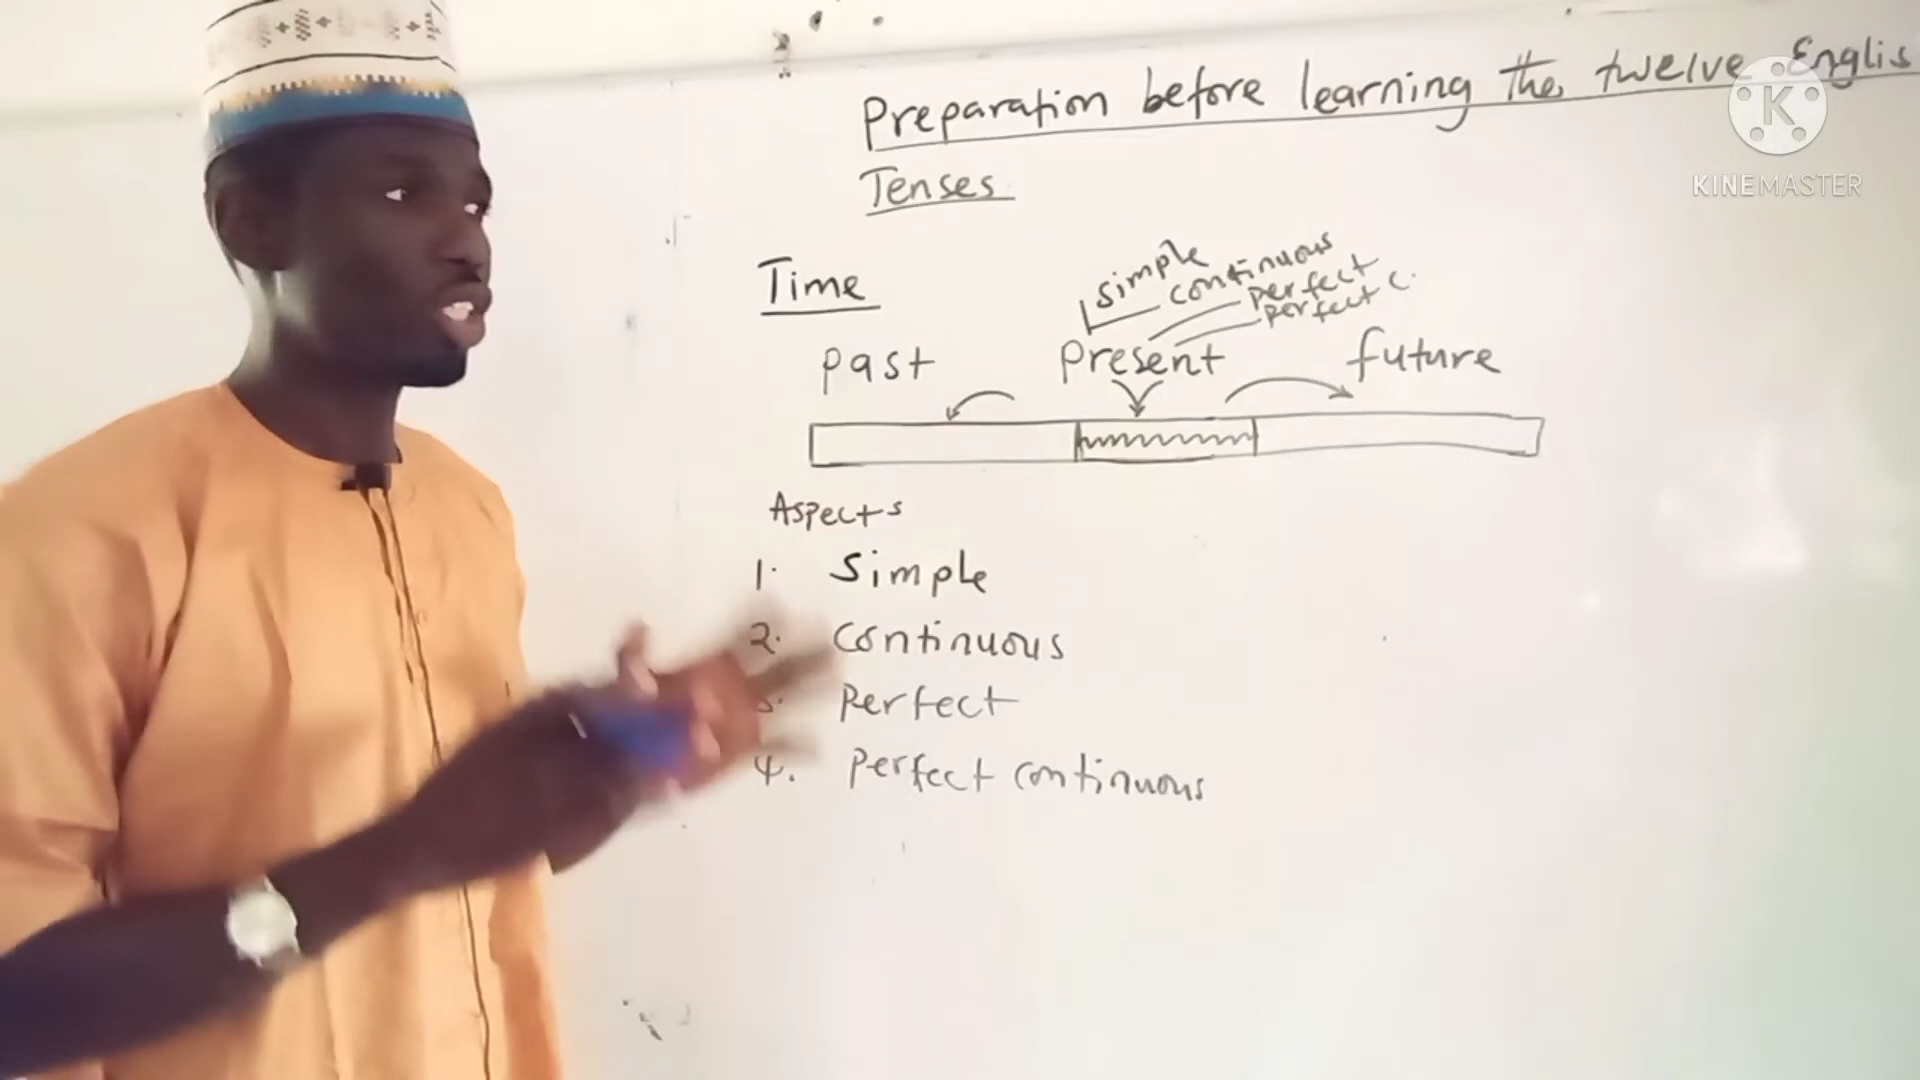 Preparation before learning the twelve Englis
Tenses
Time
simple
continuous
perfect
perfect c.
past present future
Aspects
1. Simple
2. Continuous
3. Perfect
4. Perfect continuous
K
KINEMASTER